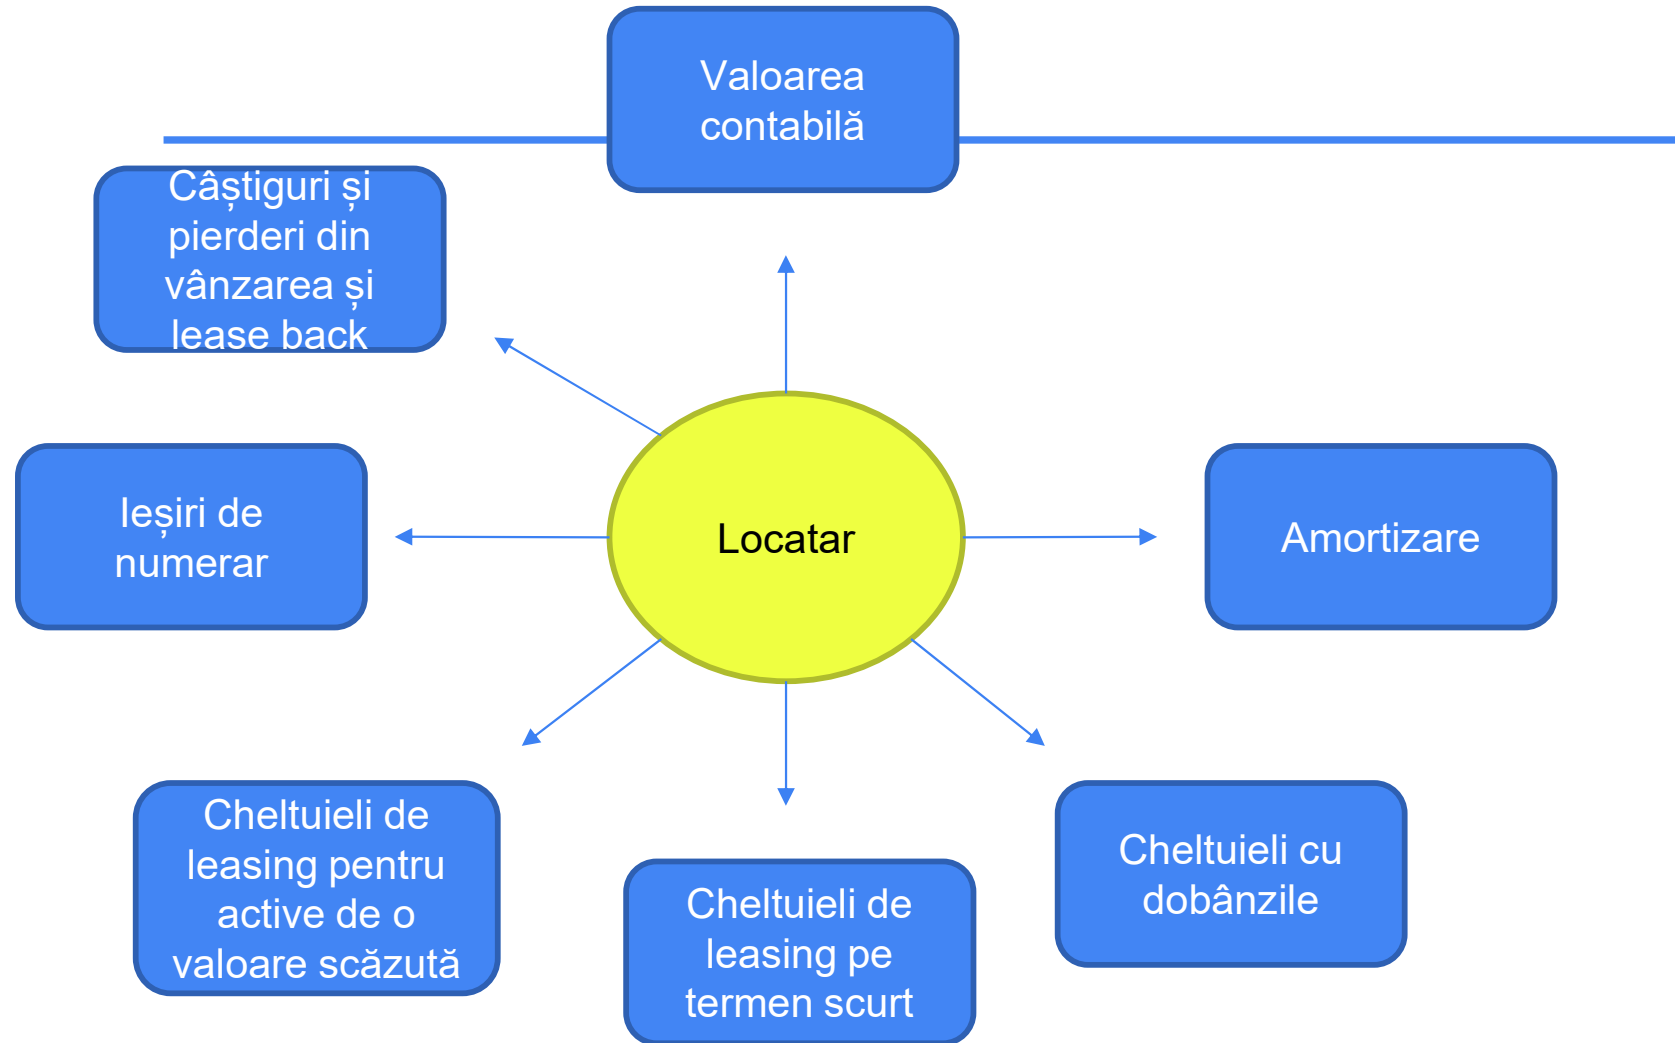 Valoarea
contabilă
Câștiguri și
pierderi din
vânzarea și
lease back
Ieșiri de
numerar
Locatar
Amortizare
Cheltuieli de
leasing pentru
active de o
valoare scăzută
Cheltuieli de
leasing pe
termen scurt
Cheltuieli cu
dobânzile